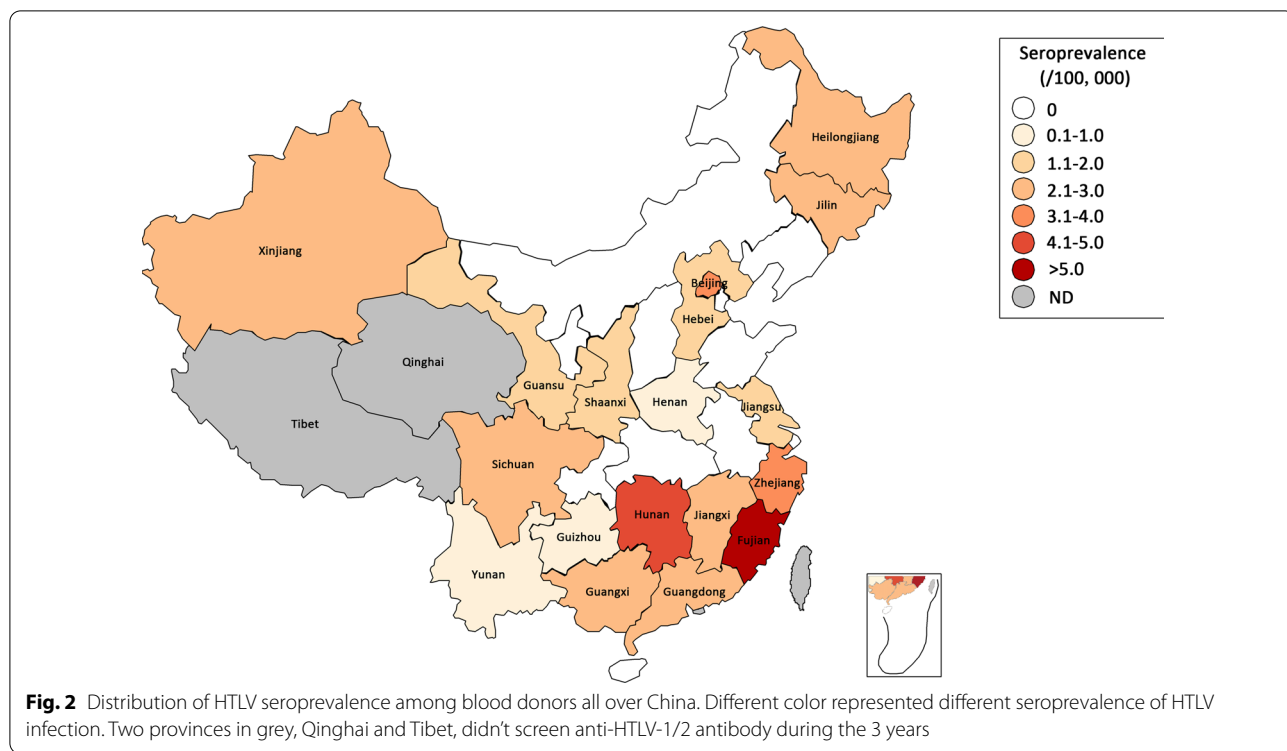 Seroprevalence
(/100, 000)
0
0.1-1.0
1.1-2.0
2.1-3.0
3.1-4.0
4.1-5.0
>5.0
ND
Heilongjiang
Jilin
Xinjiang
Beijing
Hebei
Qinghai
Guansu
Shaanxi
Henan
Jiangsu
Tibet
Sichuan
Zhejiang
Hunan
Jiangxi
Fujian
Guizhou
Yunan
Guangxi
Guangdong
Fig. 2 Distribution of HTLV seroprevalence among blood donors all over China. Different color represented different seroprevalence of HTLV
infection. Two provinces in grey, Qinghai and Tibet, didn’t screen anti-HTLV-1/2 antibody during the 3 years